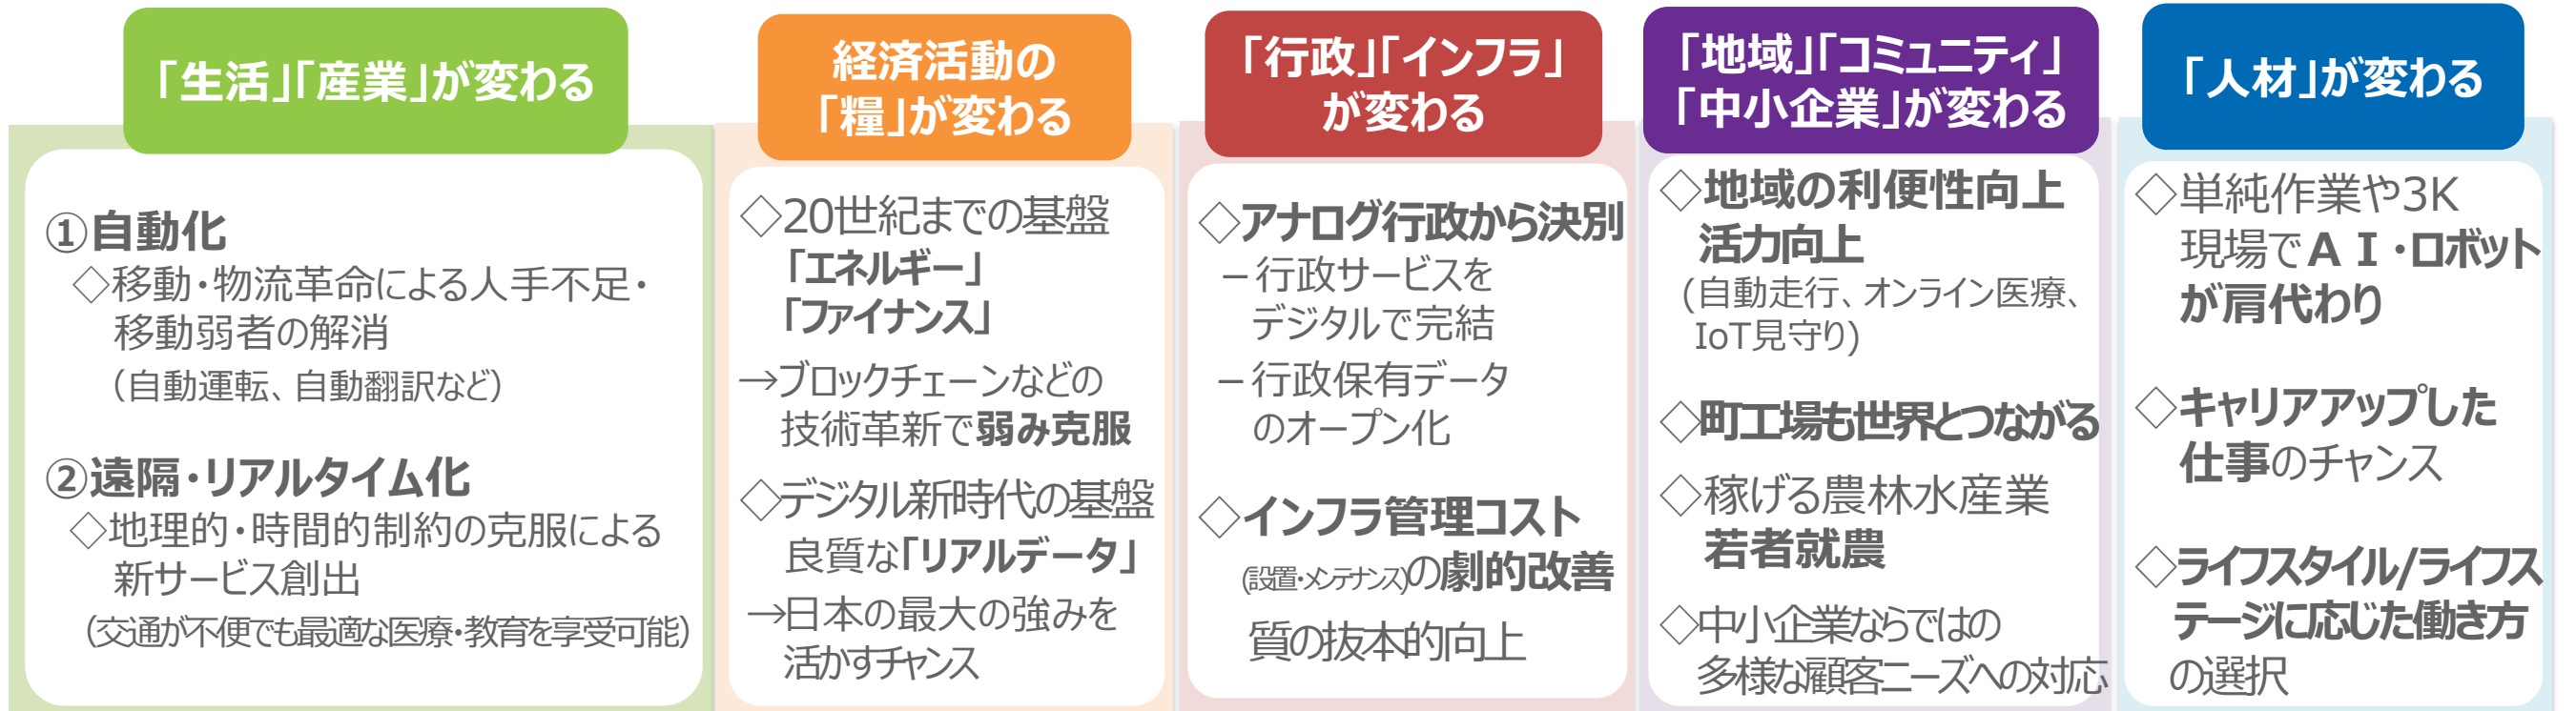 「生活」「産業」が変わる
①自動化
◇移動・物流革命による人手不足・
移動弱者の解消
（自動運転、自動翻訳など）
②遠隔・リアルタイム化
◇地理的・時間的制約の克服による
新サービス創出
（交通が不便でも最適な医療・教育を享受可能）
経済活動の
「糧」が変わる
◇20世紀までの基盤
「エネルギー」
「ファイナンス」
→ブロックチェーンなどの
技術革新で弱み克服
◇デジタル新時代の基盤
良質な「リアルデータ」
→日本の最大の強みを
活かすチャンス
「行政」「インフラ」
が変わる
◇アナログ行政から決別
－行政サービスを
デジタルで完結
－行政保有データ
のオープン化
◇インフラ管理コスト
(設置・メンテナンス)の劇的改善
質の抜本的向上
「地域」「コミュニティ」
「中小企業」が変わる
◇地域の利便性向上
活力向上
(自動走行、オンライン医療、
IoT見守り)
◇町工場も世界とつながる
◇稼げる農林水産業
若者就農
◇中小企業ならではの
多様な顧客ニーズへの対応
「人材」が変わる
◇単純作業や3K
現場でＡＩ・ロボット
が肩代わり
◇キャリアアップした
仕事のチャンス
◇ライフスタイル/ライフス
テージに応じた働き方
の選択